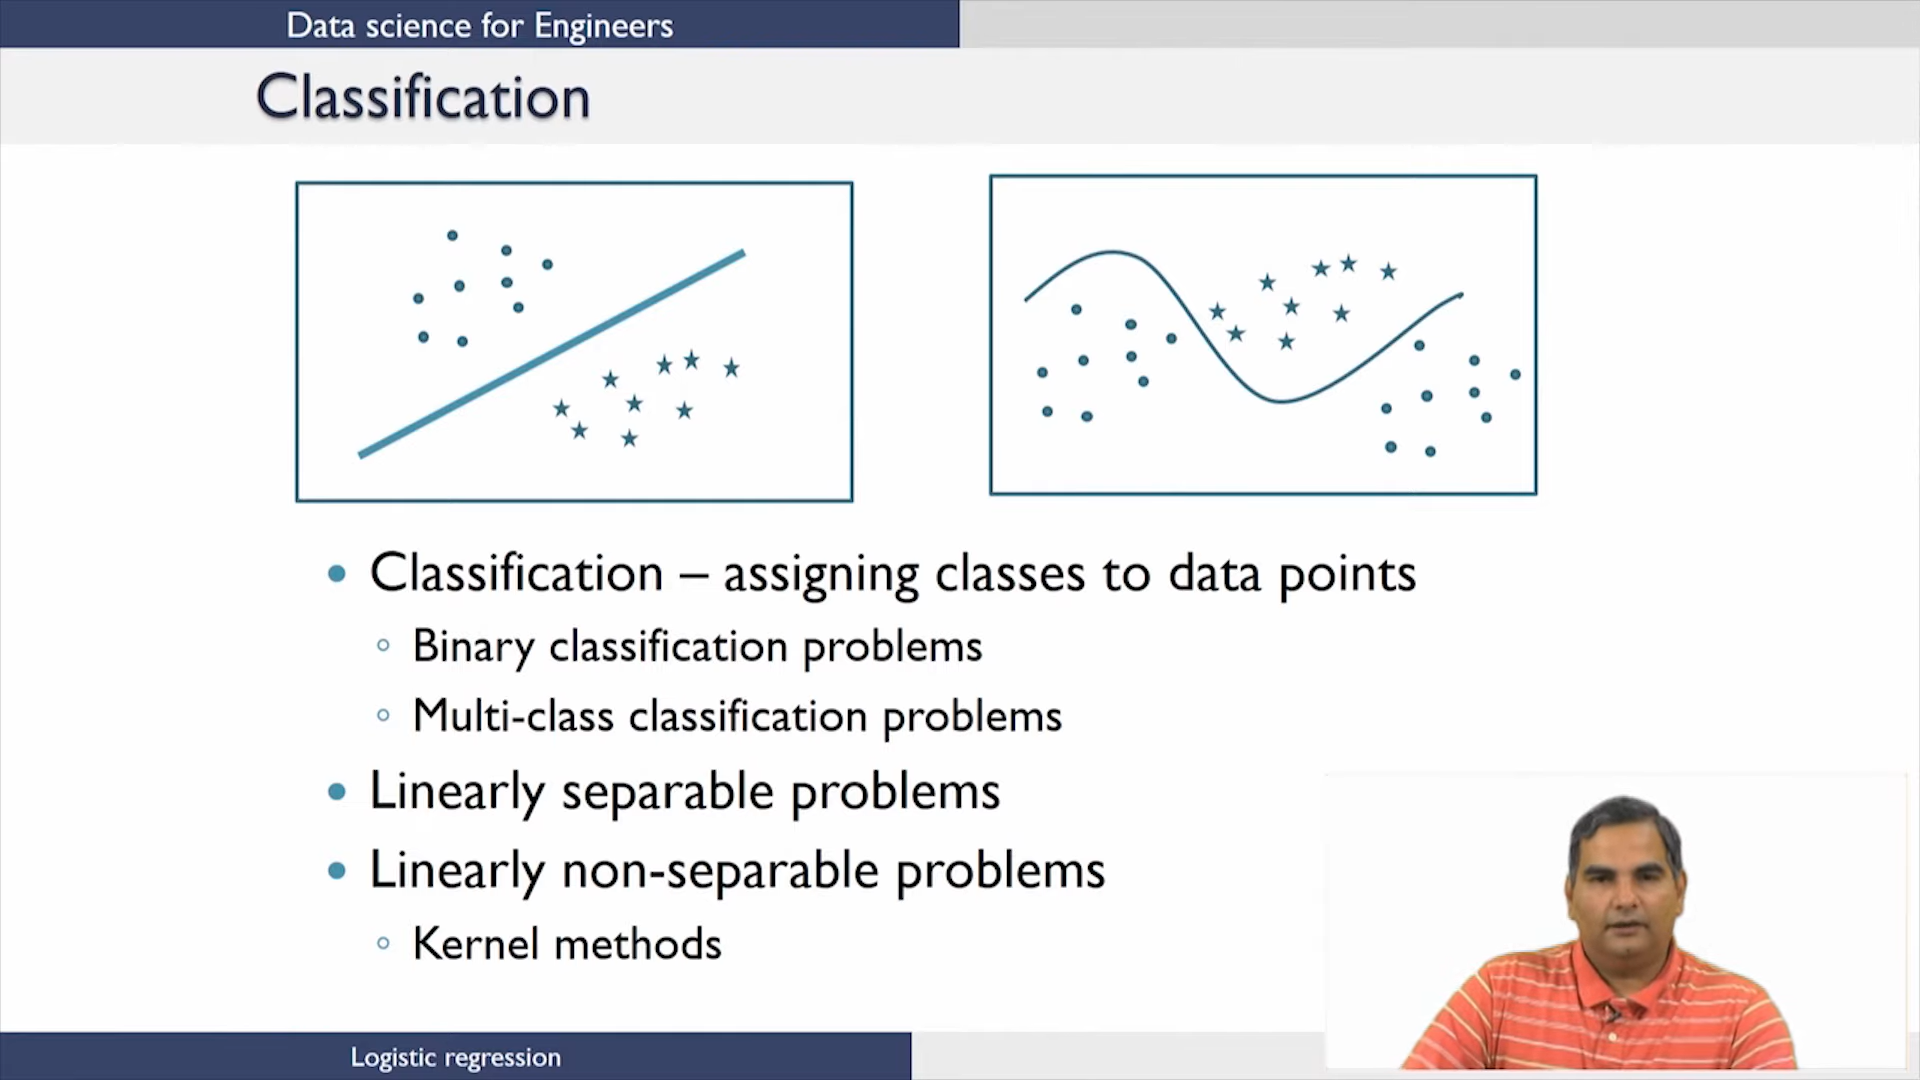 Data science for Engineers
Classification
Classification – assigning classes to data points
Binary classification problems
Multi-class classification problems
Linearly separable problems
Linearly non-separable problems
Kernel methods
Logistic regression